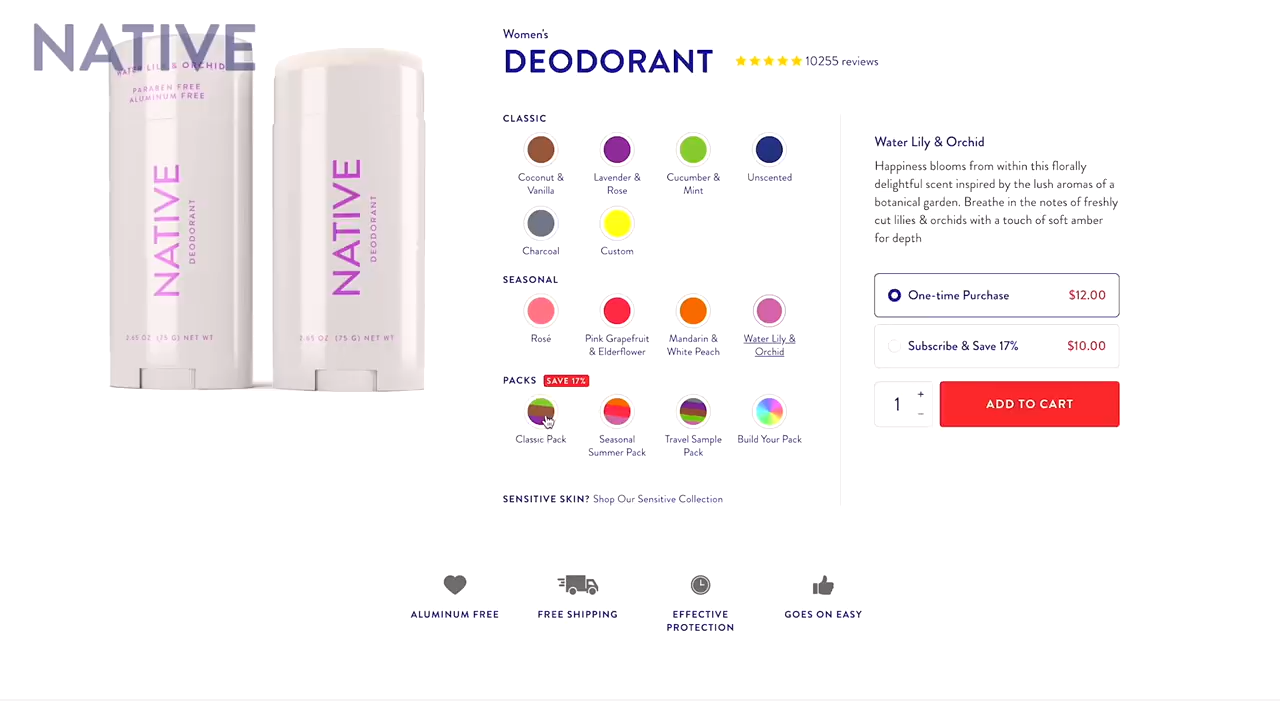 NATIVE
WATER LILY & ORCHID
PARABEN FREE
ALUMINUM FREE
NATIVE
DEODORANT
2.65 OZ (75 G) NET WT
NATIVE
DEODORANT
2.65 OZ (75 G) NET WT
Women's
DEODORANT
10255 reviews
CLASSIC
Coconut &
Vanilla
Lavender &
Rose
Cucumber &
Mint
Unscented
Charcoal
Custom
SEASONAL
Rosé
Pink Grapefruit
& Elderflower
Mandarin &
White Peach
Water Lily &
Orchid
PACKS SAVE 17%
Classic Pack
Seasonal
Summer Pack
Travel Sample
Pack
Build Your Pack
SENSITIVE SKIN? Shop Our Sensitive Collection
Water Lily & Orchid
Happiness blooms from within this florally
delightful scent inspired by the lush aromas of a
botanical garden. Breathe in the notes of freshly
cut lilies & orchids with a touch of soft amber
for depth
One-time Purchase $12.00
Subscribe & Save 17% $10.00
1 + −
ADD TO CART
ALUMINUM FREE
FREE SHIPPING
EFFECTIVE
PROTECTION
GOES ON EASY